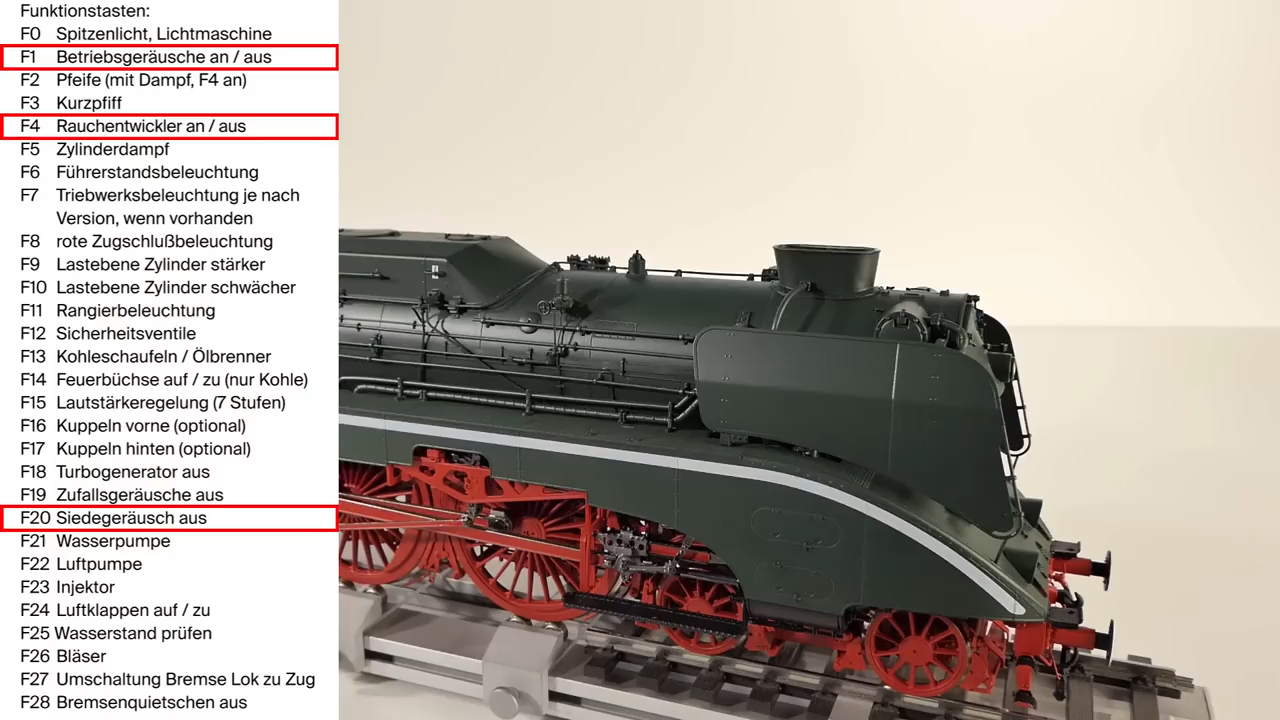 Funktionstasten:
F0 Spitzenlicht, Lichtmaschine
F1 Betriebsgeräusche an / aus
F2 Pfeife (mit Dampf, F4 an)
F3 Kurzpfiff
F4 Rauchentwickler an / aus
F5 Zylinderdampf
F6 Führerstandsbeleuchtung
F7 Triebwerksbeleuchtung je nach
Version, wenn vorhanden
F8 rote Zugschlußbeleuchtung
F9 Lastebene Zylinder stärker
F10 Lastebene Zylinder schwächer
F11 Rangierbeleuchtung
F12 Sicherheitsventile
F13 Kohleschaufeln / Ölbrenner
F14 Feuerbüchse auf / zu (nur Kohle)
F15 Lautstärkeregelung (7 Stufen)
F16 Kuppeln vorne (optional)
F17 Kuppeln hinten (optional)
F18 Turbogenerator aus
F19 Zufallsgeräusche aus
F20 Siedegeräusch aus
F21 Wasserpumpe
F22 Luftpumpe
F23 Injektor
F24 Luftklappen auf / zu
F25 Wasserstand prüfen
F26 Bläser
F27 Umschaltung Bremse Lok zu Zug
F28 Bremsenquietschen aus